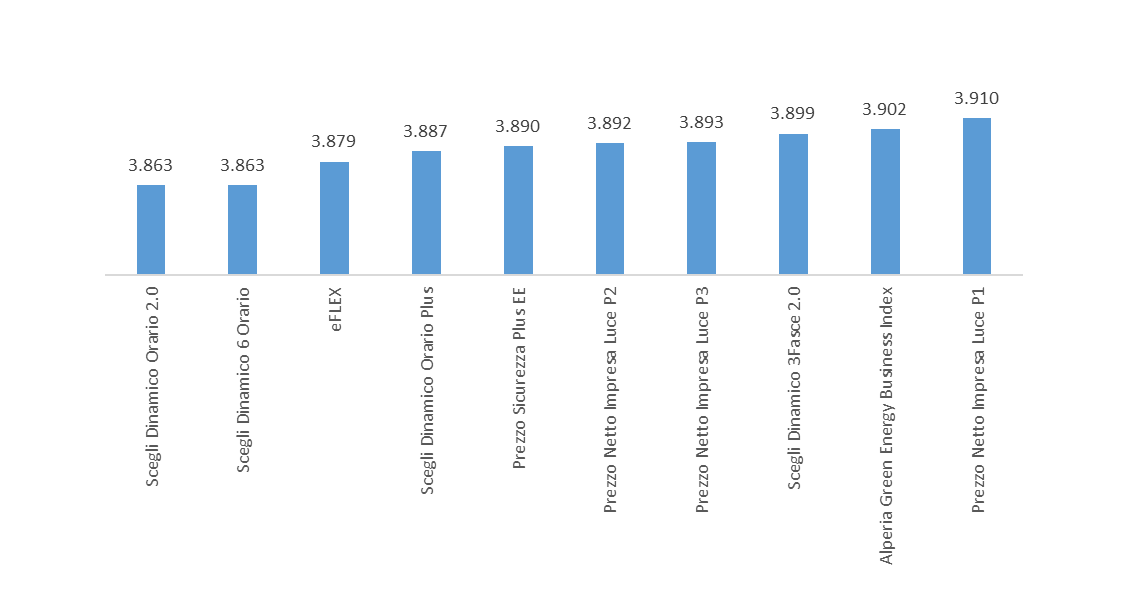 3.863
3.863
3.879
3.887
3.890
3.892
3.893
3.899
3.902
3.910
Scegli Dinamico Orario 2.0
Scegli Dinamico 6 Orario
eFLEX
Scegli Dinamico Orario Plus
Prezzo Sicurezza Plus EE
Prezzo Netto Impresa Luce P2
Prezzo Netto Impresa Luce P3
Scegli Dinamico 3Fasce 2.0
Alperia Green Energy Business Index
Prezzo Netto Impresa Luce P1